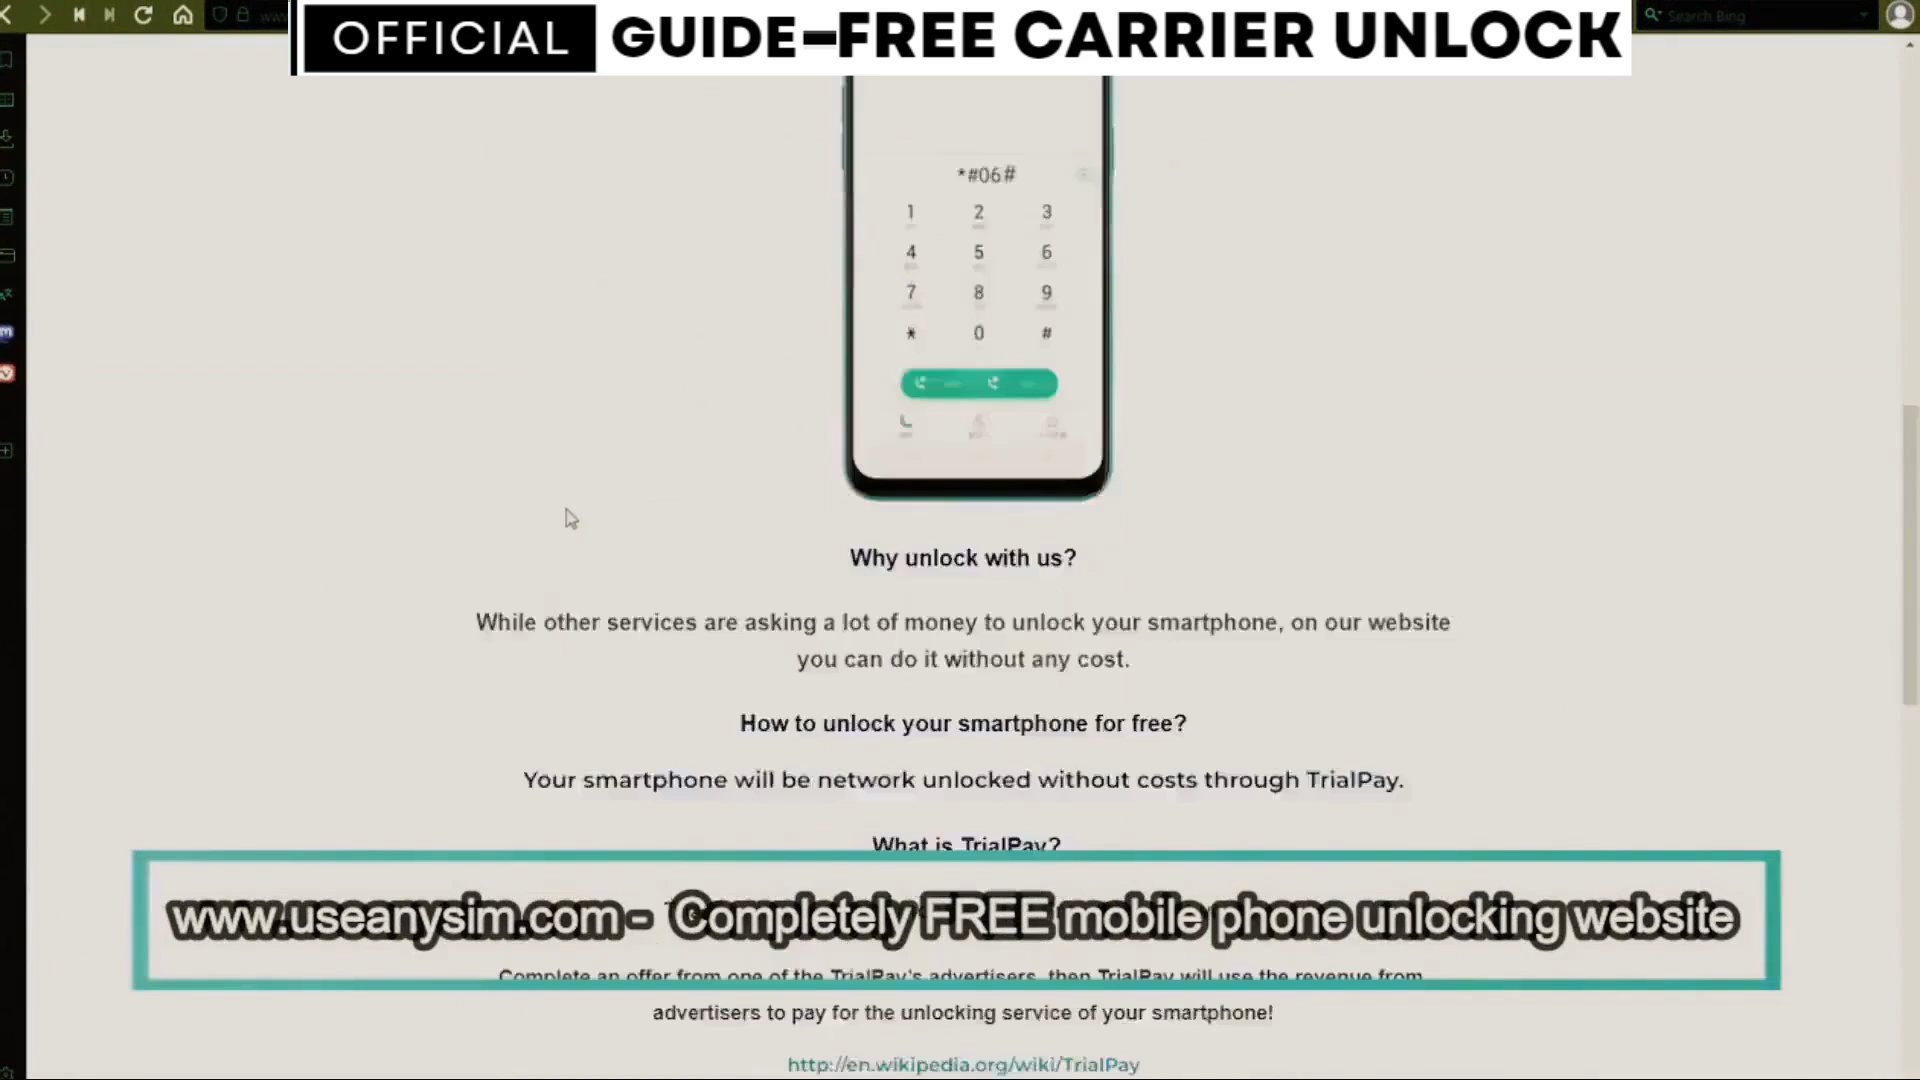 OFFICIAL GUIDE–FREE CARRIER UNLOCK
Search Bing
*#06#
1 2 3
4 5 6
7 8 9
* 0 #
Why unlock with us?
While other services are asking a lot of money to unlock your smartphone, on our website
you can do it without any cost.
How to unlock your smartphone for free?
Your smartphone will be network unlocked without costs through TrialPay.
What is TrialPay?
www.useanysim.com - Completely FREE mobile phone unlocking website
Complete an offer from one of the TrialPay's advertisers, then TrialPay will use the revenue from
advertisers to pay for the unlocking service of your smartphone!
http://en.wikipedia.org/wiki/TrialPay